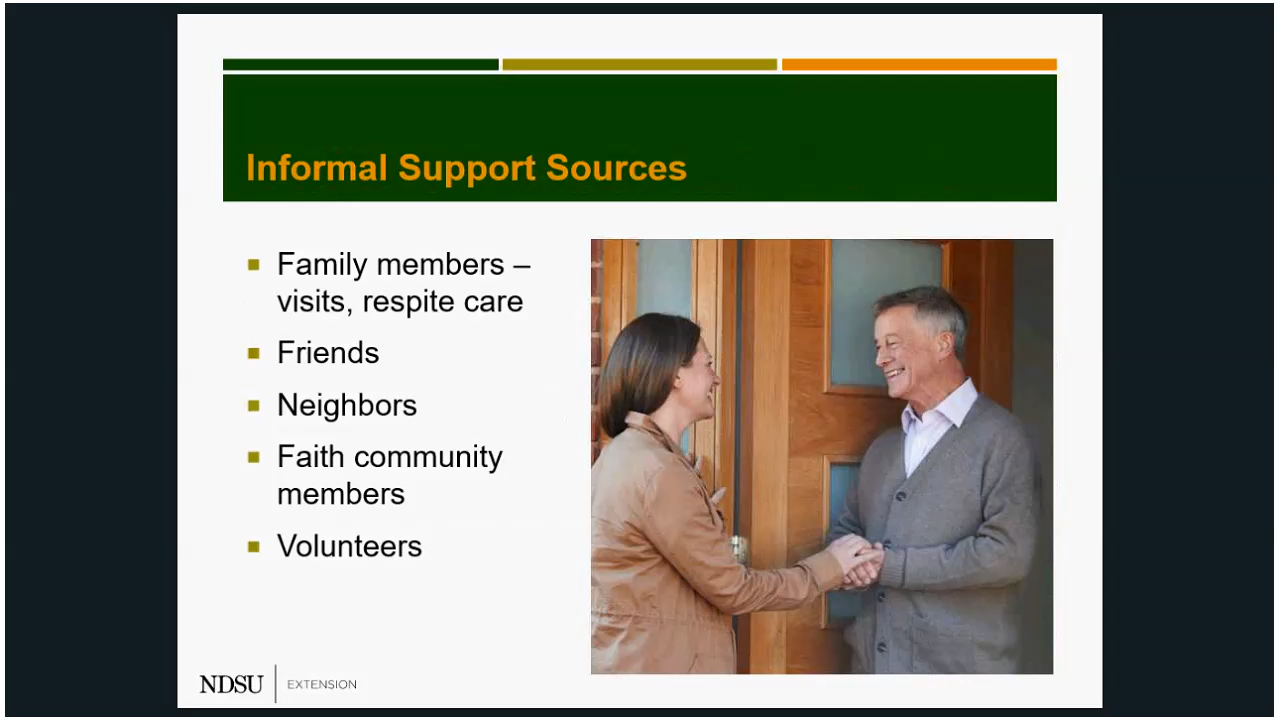 Informal Support Sources
Family members –
visits, respite care
Friends
Neighbors
Faith community
members
Volunteers
NDSU EXTENSION